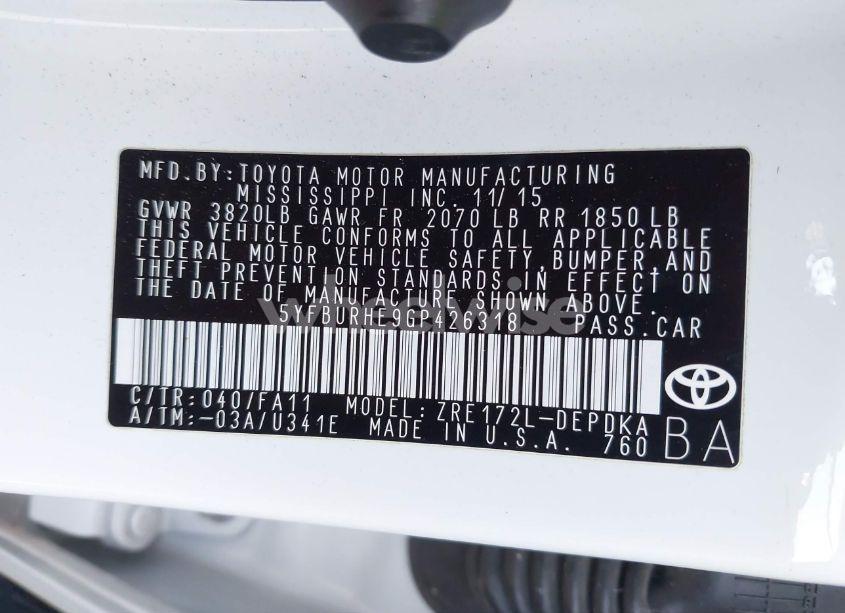 MFD. BY: TOYOTA MOTOR MANUFACTURING
MISSISSIPPI INC. 11/15
GVWR 3820LB GAWR FR 2070 LB RR 1850 LB
THIS VEHICLE CONFORMS TO ALL APPLICABLE
FEDERAL MOTOR VEHICLE SAFETY, BUMPER, AND
THEFT PREVENTION STANDARDS IN EFFECT ON
THE DATE OF MANUFACTURE SHOWN ABOVE.
5YFBURHE9GP426318 PASS. CAR
wheelwise
C/TR: 040/FA11 MODEL: ZRE172L-DEPDKA
A/TM: -03A/U341E MADE IN U.S.A. 760
BA